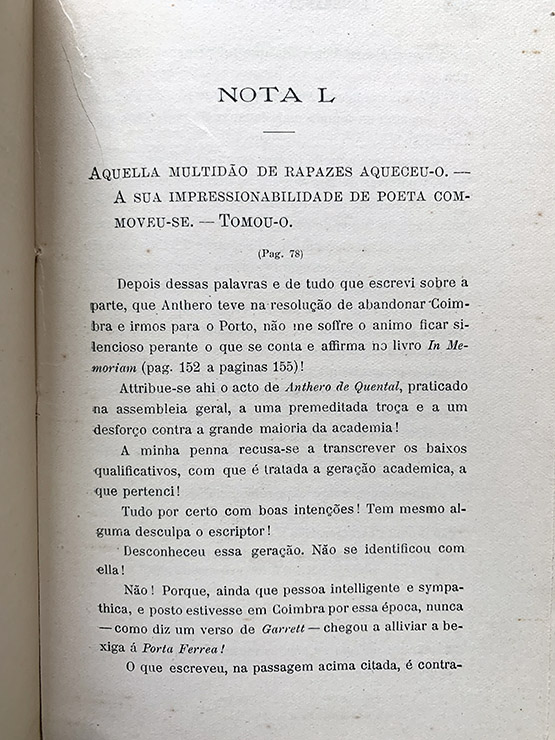 NOTA L
AQUELLA MULTIDÃO DE RAPAZES AQUECEU-O. —
A SUA IMPRESSIONABILIDADE DE POETA COM-
MOVEU-SE. — TOMOU-O.
(Pag. 78)
Depois dessas palavras e de tudo que escrevi sobre a
parte, que Anthero teve na resolução de abandonar Coim-
bra e irmos para o Porto, não me soffre o animo ficar si-
lencioso perante o que se conta e affirma no livro In Me-
moriam (pag. 152 a paginas 155)!
Attribue-se ahi o acto de Anthero de Quental, praticado
na assembleia geral, a uma premeditada troça e a um
desforço contra a grande maioria da academia!
A minha penna recusa-se a transcrever os baixos
qualificativos, com que é tratada a geração academica, a
que pertenci!
Tudo por certo com boas intenções! Tem mesmo al-
guma desculpa o escriptor!
Desconheceu essa geração. Não se identificou com
ella!
Não! Porque, ainda que pessoa intelligente e sympa-
thica, e posto estivesse em Coimbra por essa época, nunca
— como diz um verso de Garrett — chegou a alliviar a be-
xiga á Porta Ferrea!
O que escreveu, na passagem acima citada, é contra-